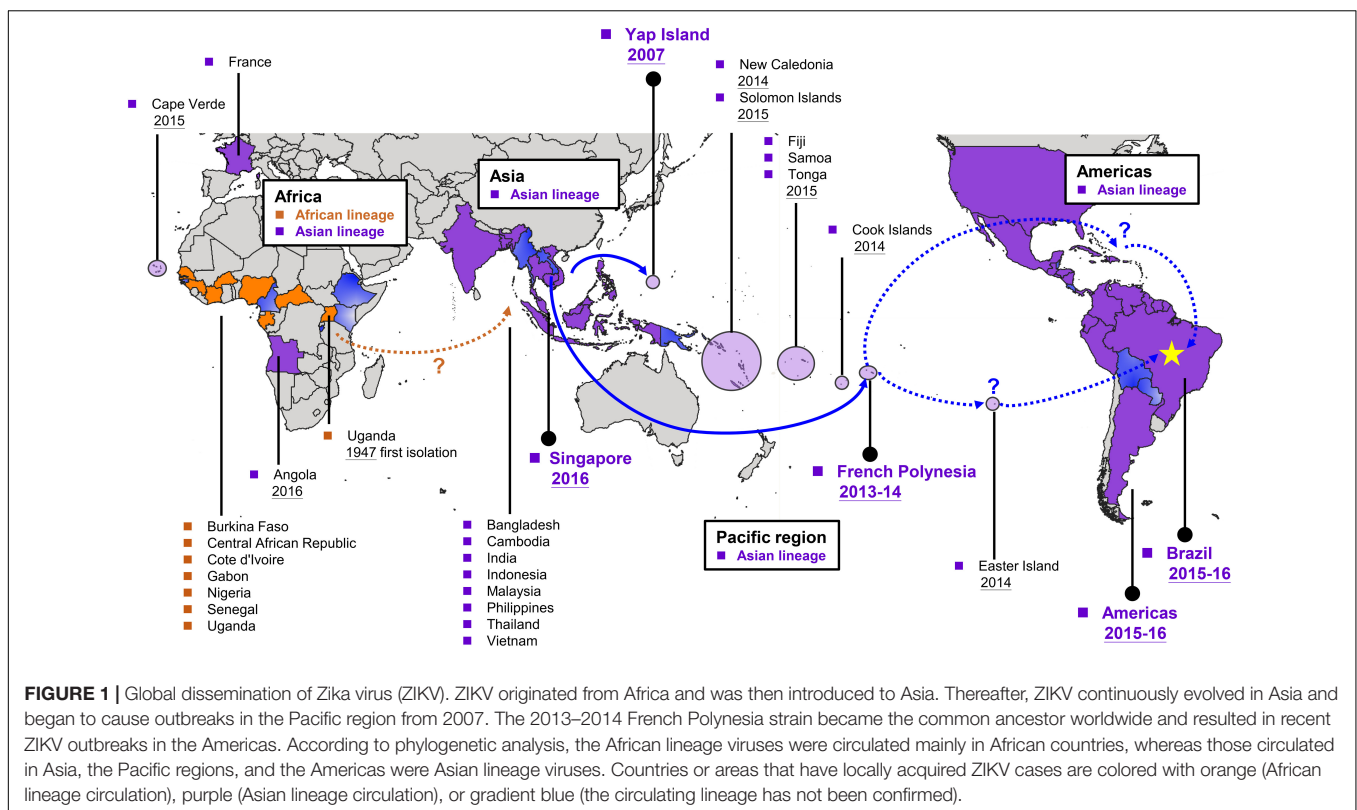 Yap Island
2007
France
New Caledonia
2014
Solomon Islands
2015
Cape Verde
2015
Fiji
Samoa
Tonga
2015
Asia
Asian lineage
Americas
Asian lineage
Africa
African lineage
Asian lineage
Cook Islands
2014
?
?
?
Uganda
1947 first isolation
Angola
2016
Singapore
2016
French Polynesia
2013-14
Burkina Faso
Central African Republic
Cote d'Ivoire
Gabon
Nigeria
Senegal
Uganda
Bangladesh
Cambodia
India
Indonesia
Malaysia
Philippines
Thailand
Vietnam
Pacific region
Asian lineage
Easter Island
2014
Brazil
2015-16
Americas
2015-16
FIGURE 1 | Global dissemination of Zika virus (ZIKV). ZIKV originated from Africa and was then introduced to Asia. Thereafter, ZIKV continuously evolved in Asia and
began to cause outbreaks in the Pacific region from 2007. The 2013–2014 French Polynesia strain became the common ancestor worldwide and resulted in recent
ZIKV outbreaks in the Americas. According to phylogenetic analysis, the African lineage viruses were circulated mainly in African countries, whereas those circulated
in Asia, the Pacific regions, and the Americas were Asian lineage viruses. Countries or areas that have locally acquired ZIKV cases are colored with orange (African
lineage circulation), purple (Asian lineage circulation), or gradient blue (the circulating lineage has not been confirmed).